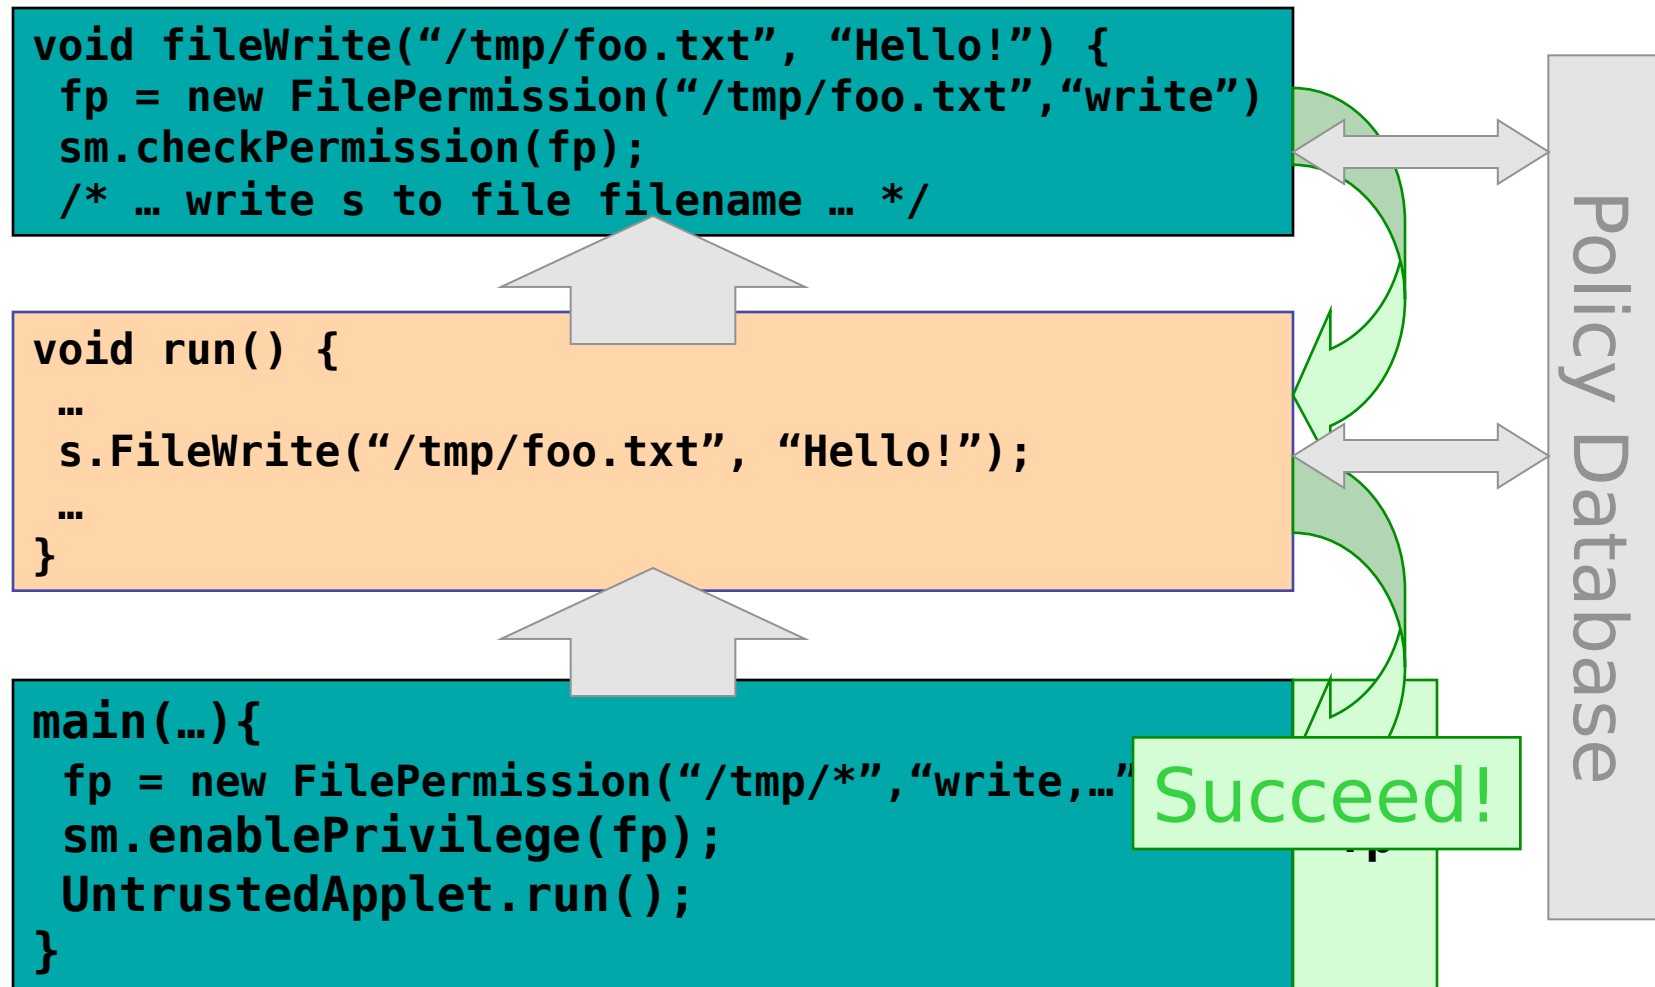 void fileWrite(“/tmp/foo.txt”, “Hello!”) {
fp = new FilePermission(“/tmp/foo.txt”,“write”)
sm.checkPermission(fp);
/* … write s to file filename … */
void run() {
…
s.FileWrite(“/tmp/foo.txt”, “Hello!”);
…
}
main(…){
fp = new FilePermission(“/tmp/*”,“write,…”
sm.enablePrivilege(fp);
UntrustedApplet.run();
}
Succeed!
Policy Database